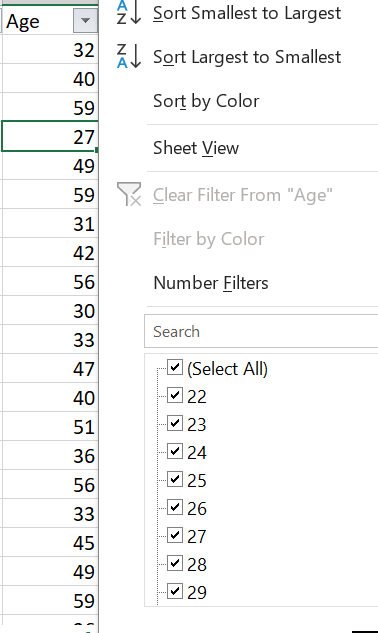 Age
32
40
59
27
49
59
31
42
56
30
33
47
40
51
36
56
33
45
49
59
Sort Smallest to Largest
Sort Largest to Smallest
Sort by Color
Sheet View
Clear Filter From "Age"
Filter by Color
Number Filters
Search
(Select All)
22
23
24
25
26
27
28
29